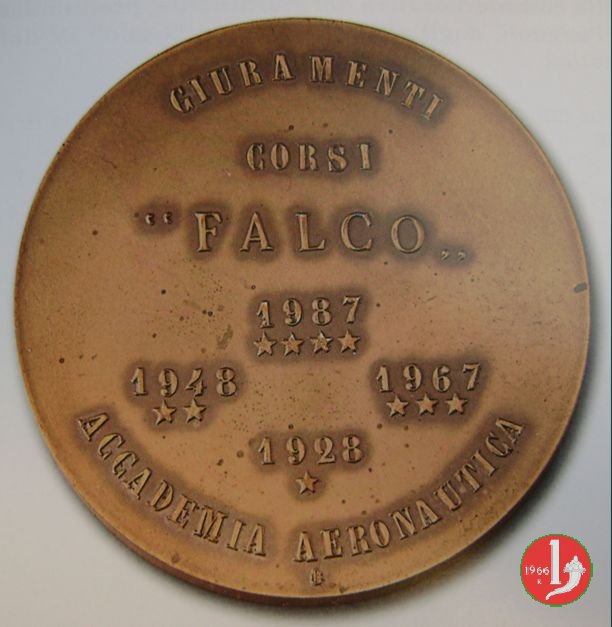 GIURAMENTI
CORSI
“FALCO„
1987
★★★★
1948 1967
★★ ★★★
1928
★
ACCADEMIA AERONAUTICA
1966
R